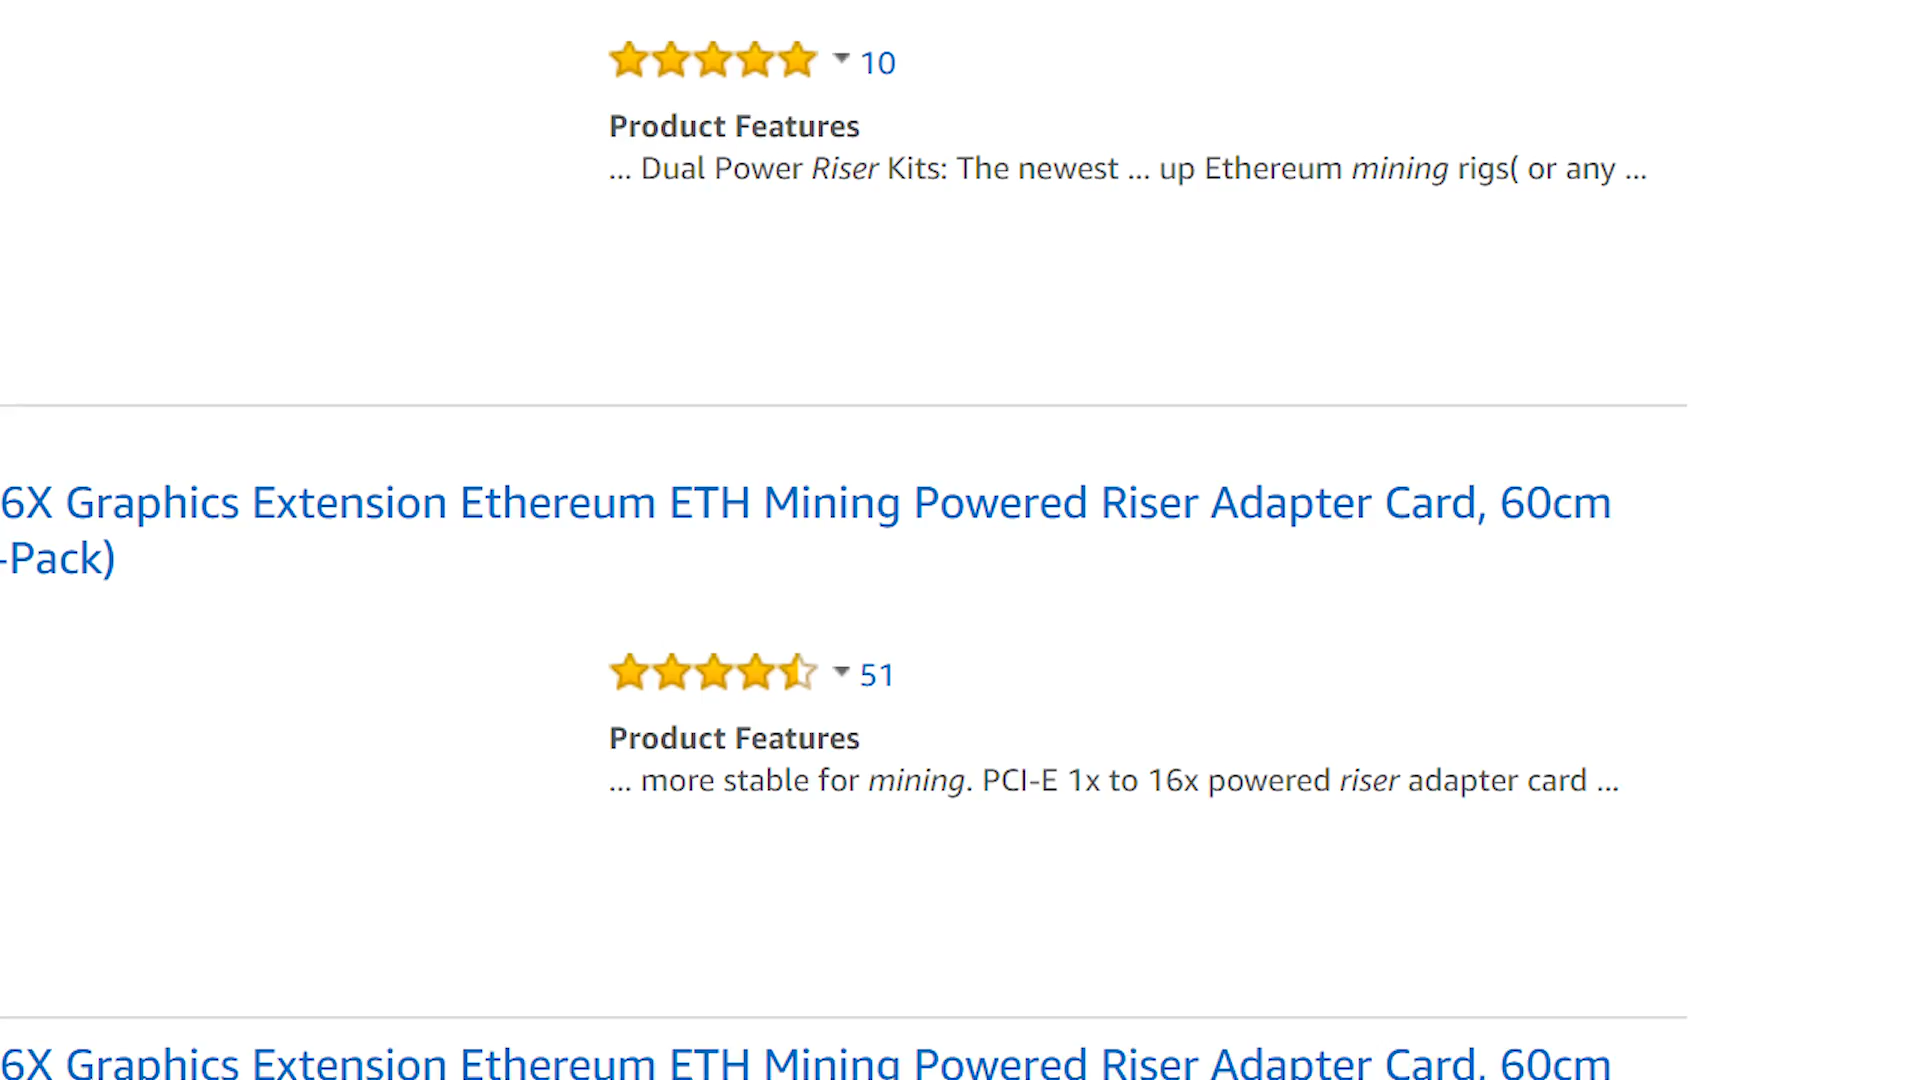 10
Product Features
... Dual Power Riser Kits: The newest ... up Ethereum mining rigs( or any ...
6X Graphics Extension Ethereum ETH Mining Powered Riser Adapter Card, 60cm
-Pack)
51
Product Features
... more stable for mining. PCI-E 1x to 16x powered riser adapter card ...
6X Graphics Extension Ethereum ETH Mining Powered Riser Adapter Card, 60cm